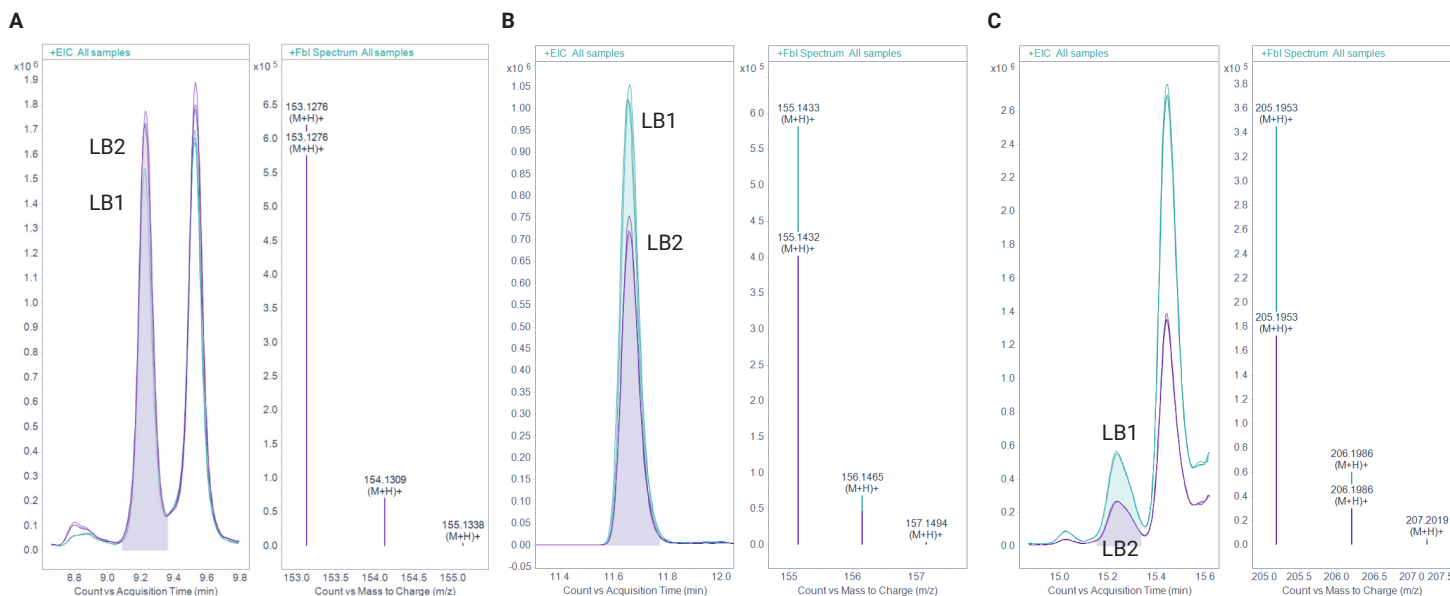 A
+EIC All samples
x10 6
1.9
1.8
1.7
1.6
1.5
1.4
1.3
1.2
1.1
1.0
0.9
0.8
0.7
0.6
0.5
0.4
0.3
0.2
0.1
0.0
LB2
LB1
8.8 9.2 9.4 9.6 9.8
Count vs Acquisition Time (min)
+FbI Spectrum All samples
x10 5
6.5
6.0
5.5
5.0
4.5
4.0
3.5
3.0
2.5
2.0
1.5
1.0
0.5
0.0
153.1276
(M+H)+
153.1276
(M+H)+
154.1309
(M+H)+
155.1338
(M+H)+
153.0 153.5 154.0 154.5 155.0
Count vs Mass to Charge (m/z)
B
+EIC All samples
x10 6
1.05
1.00
0.95
0.90
0.85
0.80
0.75
0.70
0.65
0.60
0.55
0.50
0.45
0.40
0.35
0.30
0.25
0.20
0.15
0.10
0.05
0.00
-0.05
LB1
LB2
11.4 11.6 11.8 12.0
Count vs Acquisition Time (min)
+FbI Spectrum All samples
x10 5
6.0
5.0
4.0
3.0
2.0
1.0
0.0
155.1433
(M+H)+
155.1432
(M+H)+
156.1465
(M+H)+
157.1494
(M+H)+
155 156 157
Count vs Mass to Charge (m/z)
C
+EIC All samples
x10 6
2.6
2.4
2.2
2.0
1.8
1.6
1.4
1.2
1.0
0.8
0.6
0.4
0.2
0.0
LB1
LB2
15.0 15.2 15.4 15.6
Count vs Acquisition Time (min)
+FbI Spectrum All samples
x10 5
3.8
3.6
3.4
3.2
3.0
2.8
2.6
2.4
2.2
2.0
1.8
1.6
1.4
1.2
1.0
0.8
0.6
0.4
0.2
0.0
205.1953
(M+H)+
205.1953
(M+H)+
206.1986
(M+H)+
206.1986
(M+H)+
207.2019
(M+H)+
205.0 205.5 206.0 206.5 207.0 207.5
Count vs Mass to Charge (m/z)